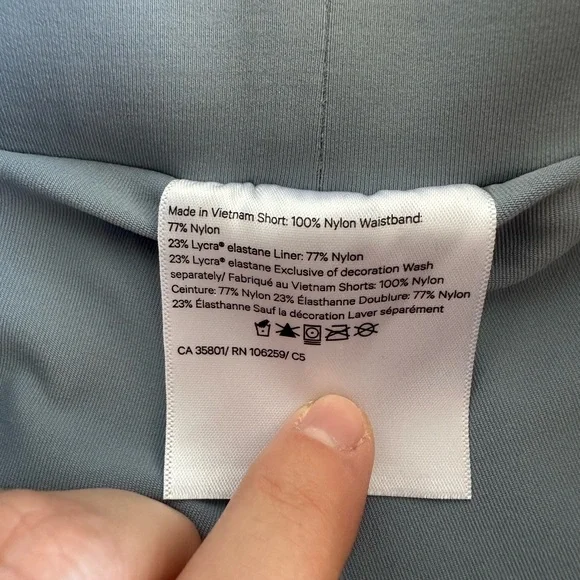 Made in Vietnam Short: 100% Nylon Waistband:
77% Nylon
23% Lycra® elastane Liner: 77% Nylon
23% Lycra® elastane Exclusive of decoration Wash
separately/ Fabriqué au Vietnam Shorts: 100% Nylon
Ceinture: 77% Nylon 23% Élasthanne Doublure: 77% Nylon
23% Élasthanne Sauf la décoration Laver séparément
CA 35801/ RN 106259/ C5